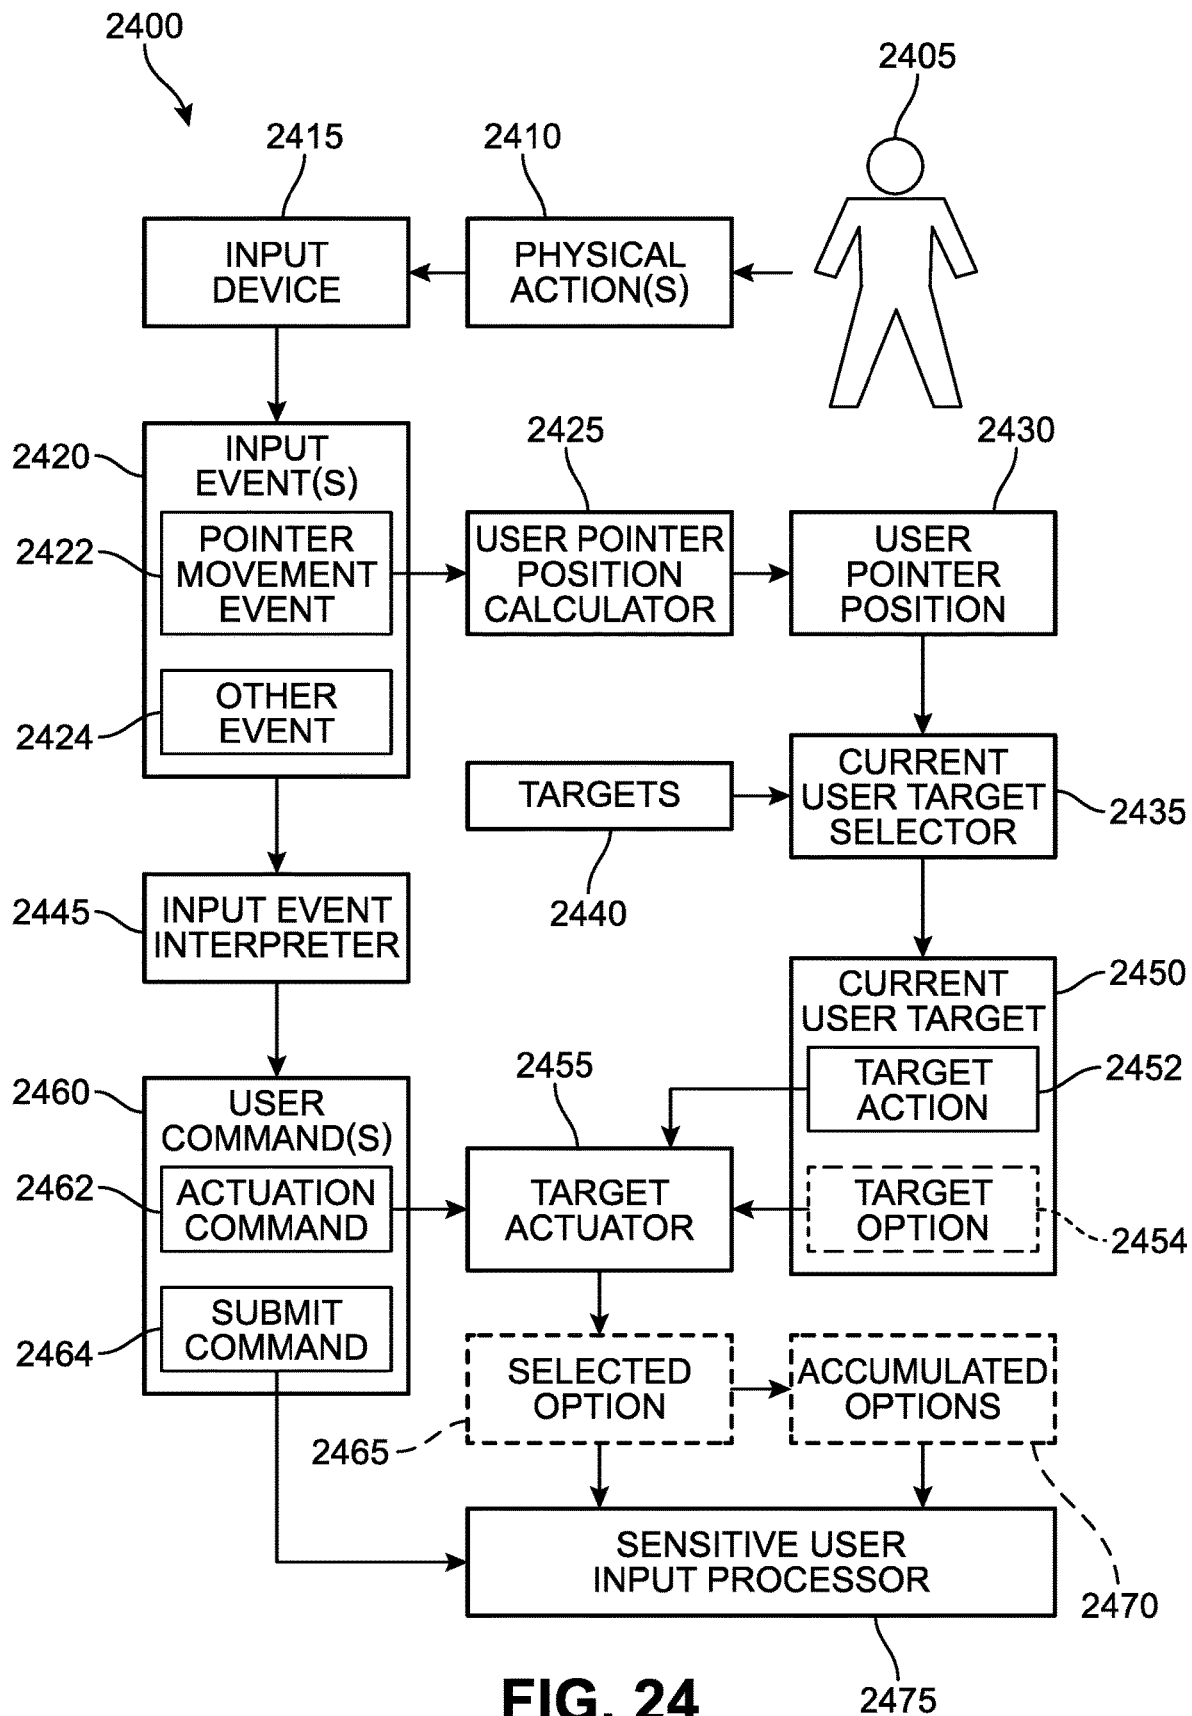 2400
2405
2415
2410
INPUT
DEVICE
PHYSICAL
ACTION(S)
2420
INPUT
EVENT(S)
2425
2430
2422
POINTER
MOVEMENT
EVENT
USER POINTER
POSITION
CALCULATOR
USER
POINTER
POSITION
2424
OTHER
EVENT
TARGETS
CURRENT
USER TARGET
SELECTOR
2435
2440
2445
INPUT EVENT
INTERPRETER
CURRENT
USER TARGET
2450
2455
TARGET
ACTION
2452
2460
USER
COMMAND(S)
2462
ACTUATION
COMMAND
TARGET
ACTUATOR
TARGET
OPTION
2454
2464
SUBMIT
COMMAND
SELECTED
OPTION
ACCUMULATED
OPTIONS
2465
SENSITIVE USER
INPUT PROCESSOR
2470
2475
FIG. 24